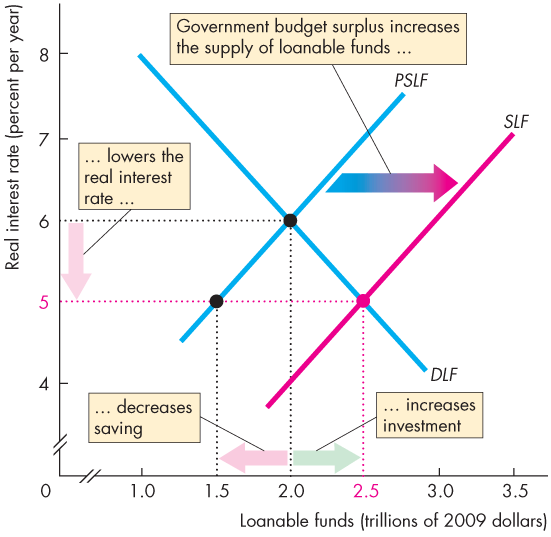 Real interest rate (percent per year)
Government budget surplus increases
the supply of loanable funds …
8
PSLF
SLF
7
… lowers the
real interest
rate …
6
5
4
DLF
… decreases
saving
… increases
investment
0
1.0
1.5
2.0
2.5
3.0
3.5
Loanable funds (trillions of 2009 dollars)